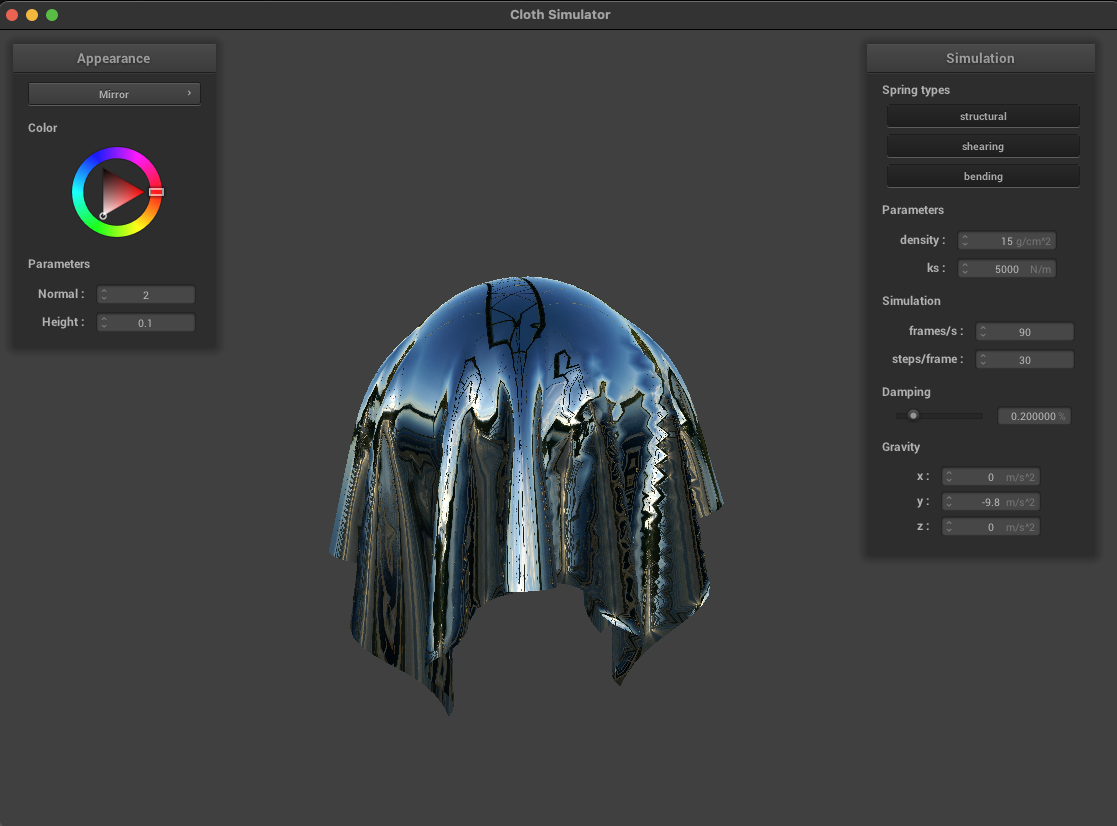 Cloth Simulator
Appearance
Mirror
Color
Parameters
Normal : 2
Height : 0.1
Simulation
Spring types
structural
shearing
bending
Parameters
density : 15 g/cm^2
ks : 5000 N/m
Simulation
frames/s : 90
steps/frame : 30
Damping
0.200000 %
Gravity
x : 0 m/s^2
y : -9.8 m/s^2
z : 0 m/s^2